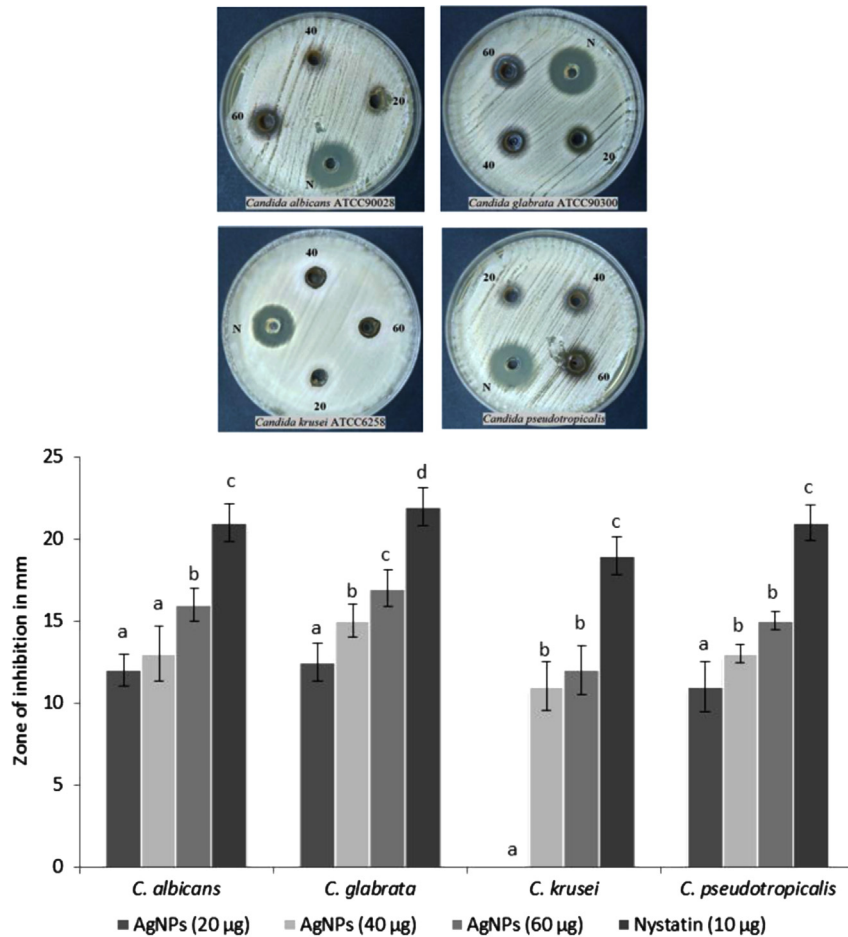 40
20
60
N
Candida albicans ATCC90028
60
N
40
20
Candida glabrata ATCC90300
40
N
60
20
Candida krusei ATCC6258
20
40
N
60
Candida pseudotropicalis
Zone of inhibition in mm
25
20
15
10
5
0
a
a
b
c
a
b
c
d
a
b
b
c
a
b
b
c
C. albicans
C. glabrata
C. krusei
C. pseudotropicalis
AgNPs (20 µg)
AgNPs (40 µg)
AgNPs (60 µg)
Nystatin (10 µg)